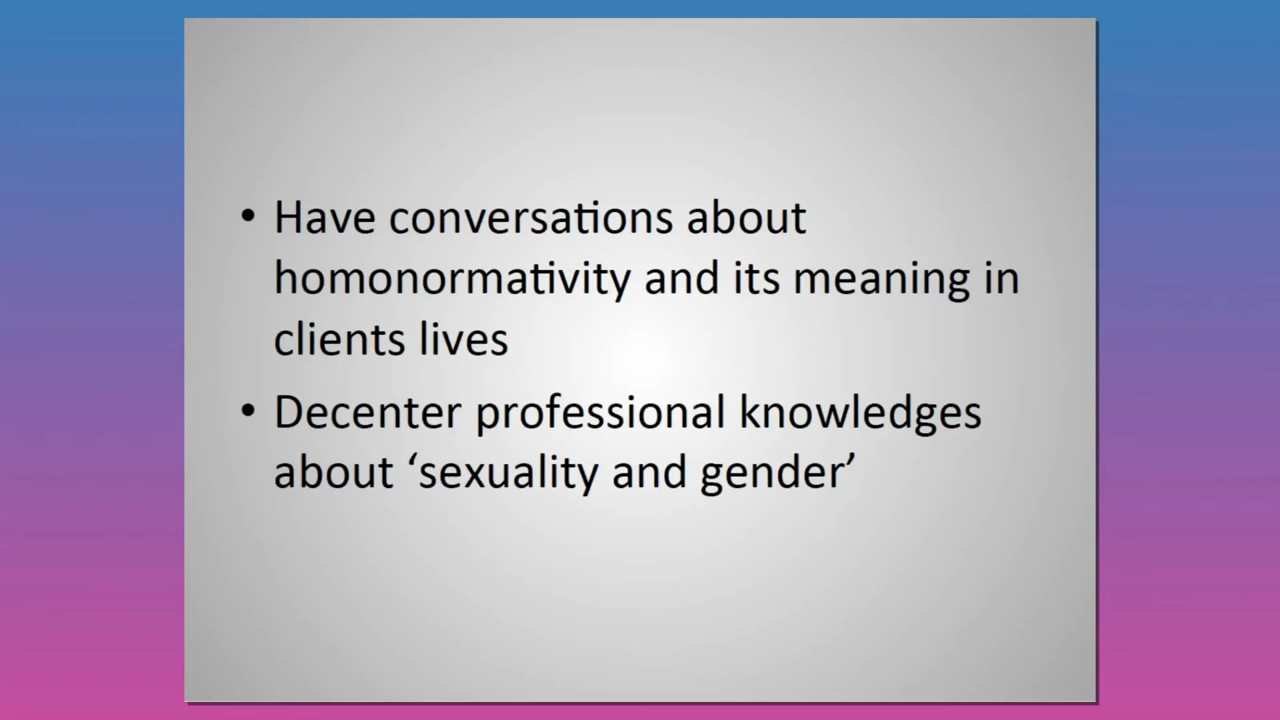 • Have conversations about
homonormativity and its meaning in
clients lives
• Decenter professional knowledges
about ‘sexuality and gender’